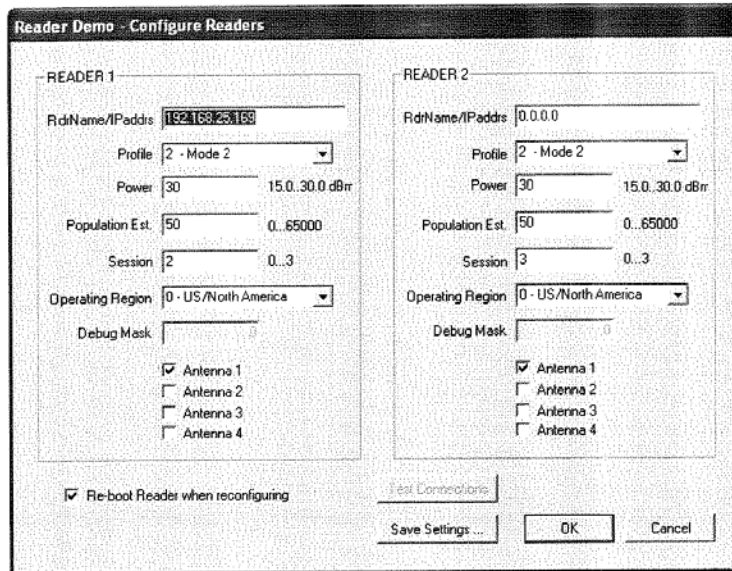 Reader Demo - Configure Readers
READER 1
RdrName/IPaddrs 192.168.25.169
Profile 2 - Mode 2
Power 30 15.0..30.0 dBm
Population Est. 50 0...65000
Session 2 0...3
Operating Region 0 - US/North America
Debug Mask 0
Antenna 1
Antenna 2
Antenna 3
Antenna 4
READER 2
RdrName/IPaddrs 0.0.0.0
Profile 2 - Mode 2
Power 30 15.0..30.0 dBm
Population Est. 50 0...65000
Session 3 0...3
Operating Region 0 - US/North America
Debug Mask 0
Antenna 1
Antenna 2
Antenna 3
Antenna 4
Re-boot Reader when reconfiguring
Test Connections
Save Settings ...
OK
Cancel